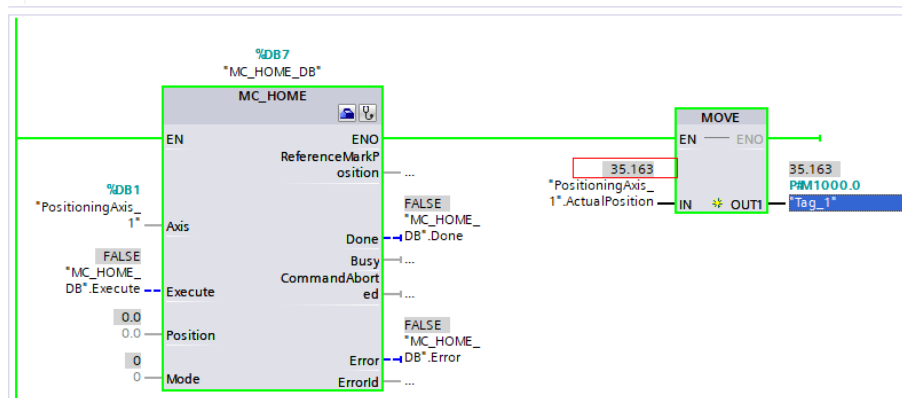 %DB7
"MC_HOME_DB"
MC_HOME
MOVE
EN
ENO
EN
ENO
ReferenceMarkP
osition
...
35.163
35.163
%DB1
"PositioningAxis_
1"
Axis
"PositioningAxis_
1".ActualPosition
IN
OUT1
P#M1000.0
"Tag_1"
FALSE
"MC_HOME_
DB".Done
Done
FALSE
"MC_HOME_
DB".Execute
Execute
Busy
...
CommandAbort
ed
...
0.0
0.0
Position
FALSE
"MC_HOME_
DB".Error
Error
0
0
Mode
ErrorId
...